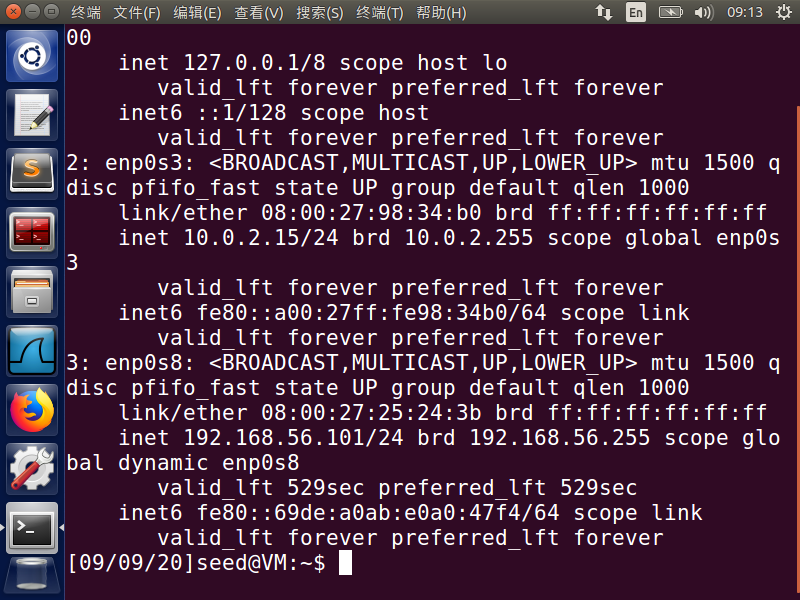 终端 文件(F) 编辑(E) 查看(V) 搜索(S) 终端(T) 帮助(H) En 09:13
00
    inet 127.0.0.1/8 scope host lo
       valid_lft forever preferred_lft forever
    inet6 ::1/128 scope host
       valid_lft forever preferred_lft forever
2: enp0s3: <BROADCAST,MULTICAST,UP,LOWER_UP> mtu 1500 q
disc pfifo_fast state UP group default qlen 1000
    link/ether 08:00:27:98:34:b0 brd ff:ff:ff:ff:ff:ff
    inet 10.0.2.15/24 brd 10.0.2.255 scope global enp0s
3
       valid_lft forever preferred_lft forever
    inet6 fe80::a00:27ff:fe98:34b0/64 scope link
       valid_lft forever preferred_lft forever
3: enp0s8: <BROADCAST,MULTICAST,UP,LOWER_UP> mtu 1500 q
disc pfifo_fast state UP group default qlen 1000
    link/ether 08:00:27:25:24:3b brd ff:ff:ff:ff:ff:ff
    inet 192.168.56.101/24 brd 192.168.56.255 scope glo
bal dynamic enp0s8
       valid_lft 529sec preferred_lft 529sec
    inet6 fe80::69de:a0ab:e0a0:47f4/64 scope link
       valid_lft forever preferred_lft forever
[09/09/20]seed@VM:~$